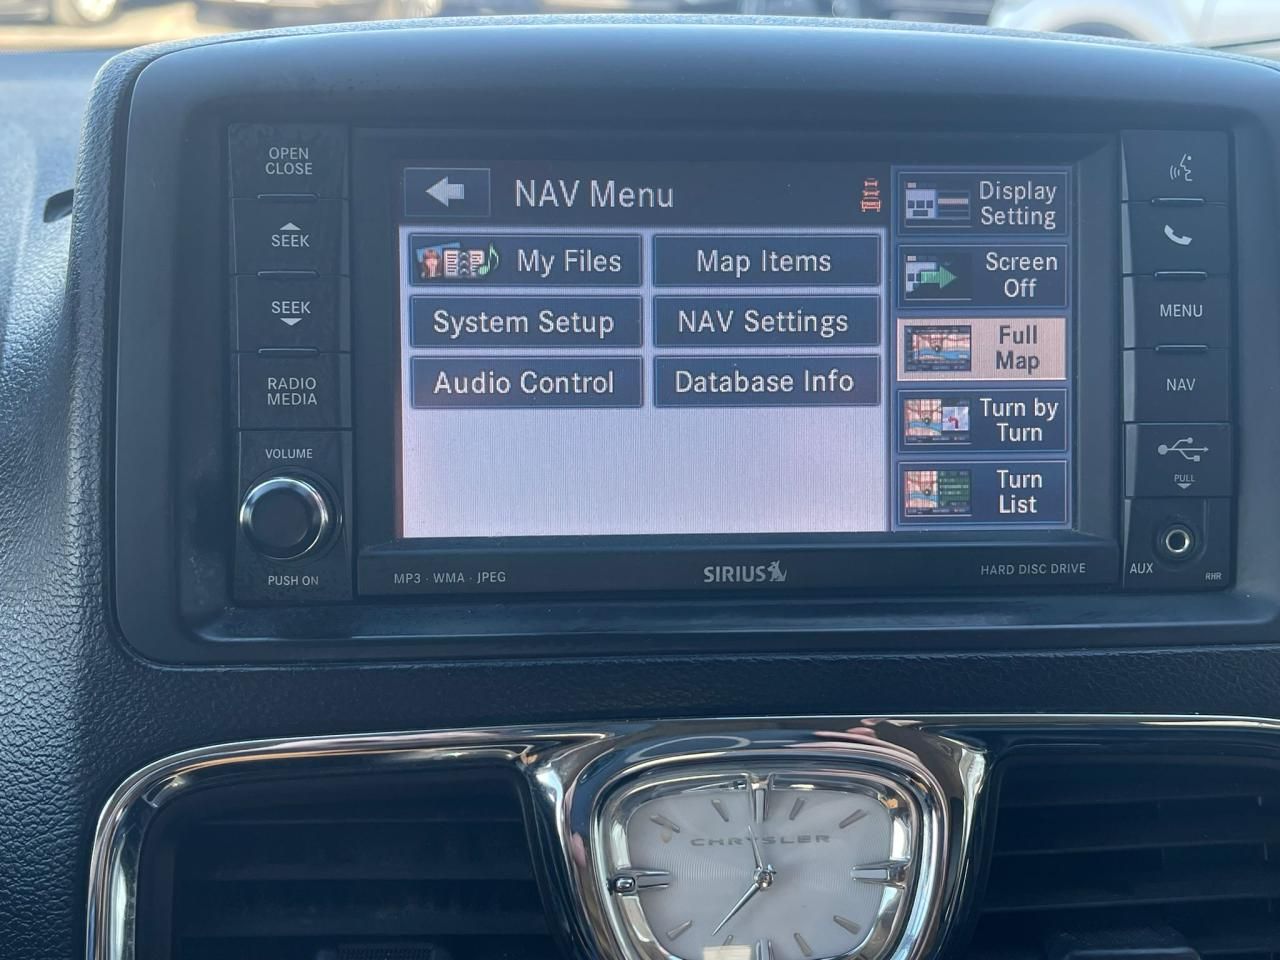 OPEN
CLOSE
SEEK
SEEK
RADIO
MEDIA
VOLUME
PUSH ON
NAV Menu
My Files
Map Items
System Setup
NAV Settings
Audio Control
Database Info
Display
Setting
Screen
Off
Full
Map
Turn by
Turn
Turn
List
MENU
NAV
PULL
AUX
RHR
MP3 · WMA · JPEG
SIRIUS
HARD DISC DRIVE
CHRYSLER